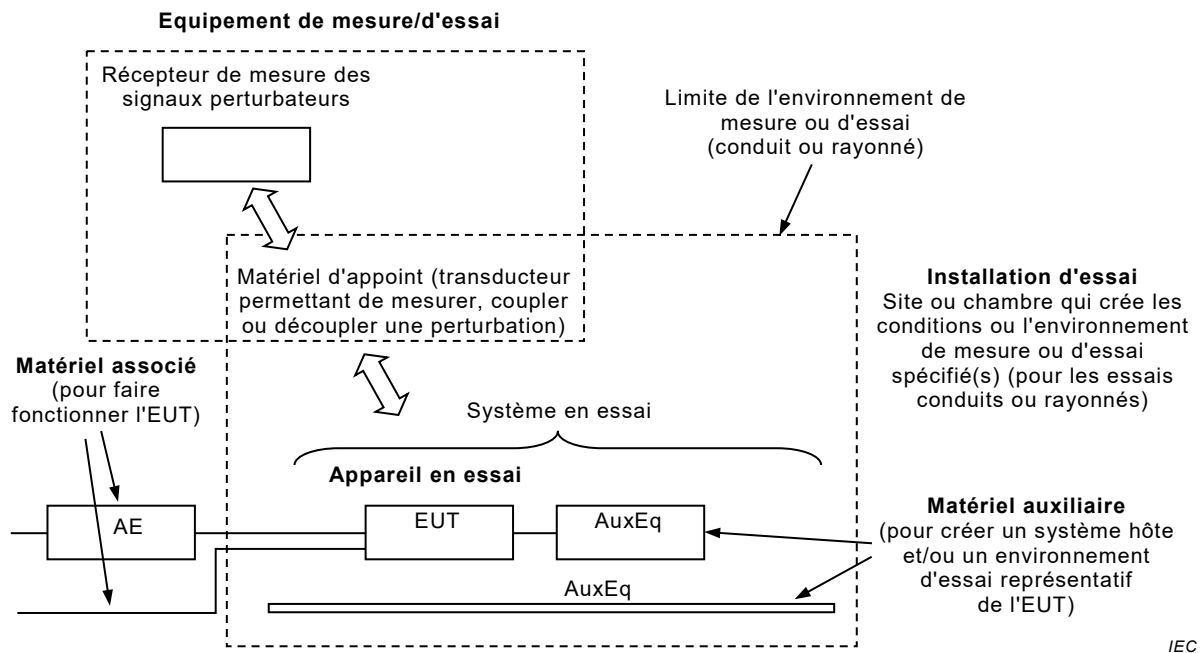 Equipement de mesure/d'essai
Récepteur de mesure des
signaux perturbateurs
Limite de l'environnement de
mesure ou d'essai
(conduit ou rayonné)
Matériel d'appoint (transducteur
permettant de mesurer, coupler
ou découpler une perturbation)
Installation d'essai
Site ou chambre qui crée les
conditions ou l'environnement
de mesure ou d'essai
spécifié(s) (pour les essais
conduits ou rayonnés)
Matériel associé
(pour faire
fonctionner l'EUT)
Système en essai
Appareil en essai
AE
EUT
AuxEq
Matériel auxiliaire
(pour créer un système hôte
et/ou un environnement
d'essai représentatif
de l'EUT)
AuxEq
IEC